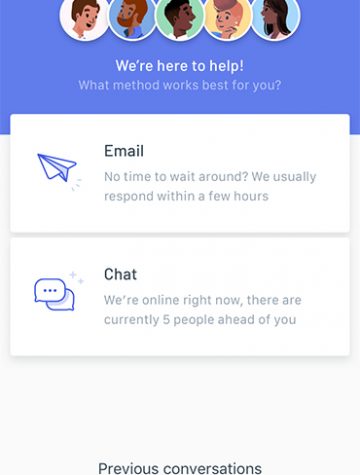 We're here to help!
What method works best for you?
Email
No time to wait around? We usually
respond within a few hours
Chat
We're online right now, there are
currently 5 people ahead of you
Previous conversations